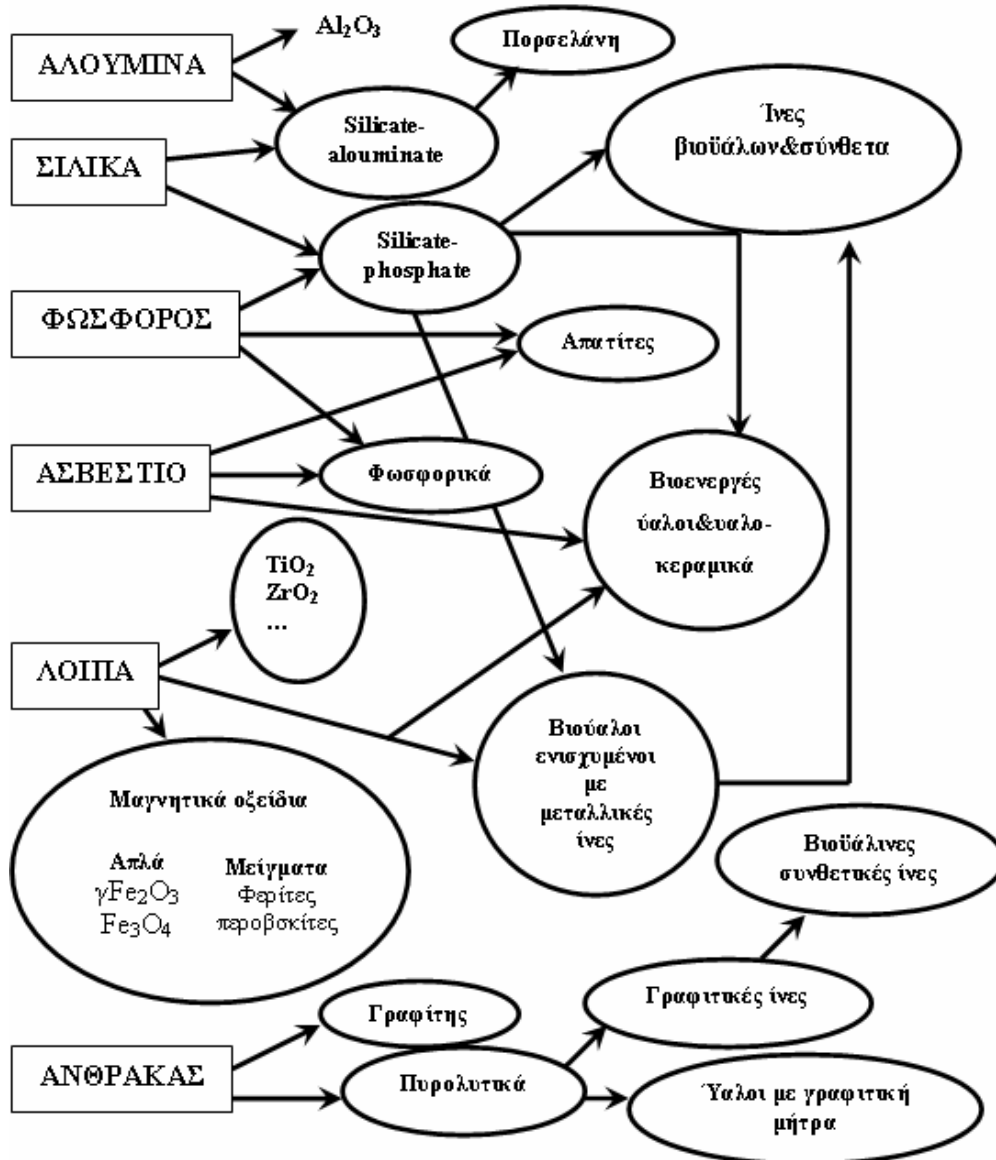 ΑΛΟΥΜΙΝΑ
Al₂O₃
Πορσελάνη
Silicate-
alouminate
Ίνες
βιοϋάλων&σύνθετα
ΣΙΛΙΚΑ
Silicate-
phosphate
ΦΩΣΦΟΡΟΣ
Απατίτες
ΑΣΒΕΣΤΙΟ
Φωσφορικά
Βιοενεργές
ύαλοι&υαλο-
κεραμικά
TiO₂
ZrO₂
...
ΛΟΙΠΑ
Βιούαλοι
ενισχυμένοι
με
μεταλλικές
ίνες
Μαγνητικά οξείδια
Απλά
γFe₂O₃
Fe₃O₄
Μείγματα
Φερίτες
περοβσκίτες
Βιοϋάλινες
συνθετικές ίνες
Γραφίτης
Γραφιτικές ίνες
ΑΝΘΡΑΚΑΣ
Πυρολυτικά
Ύαλοι με γραφιτική
μήτρα